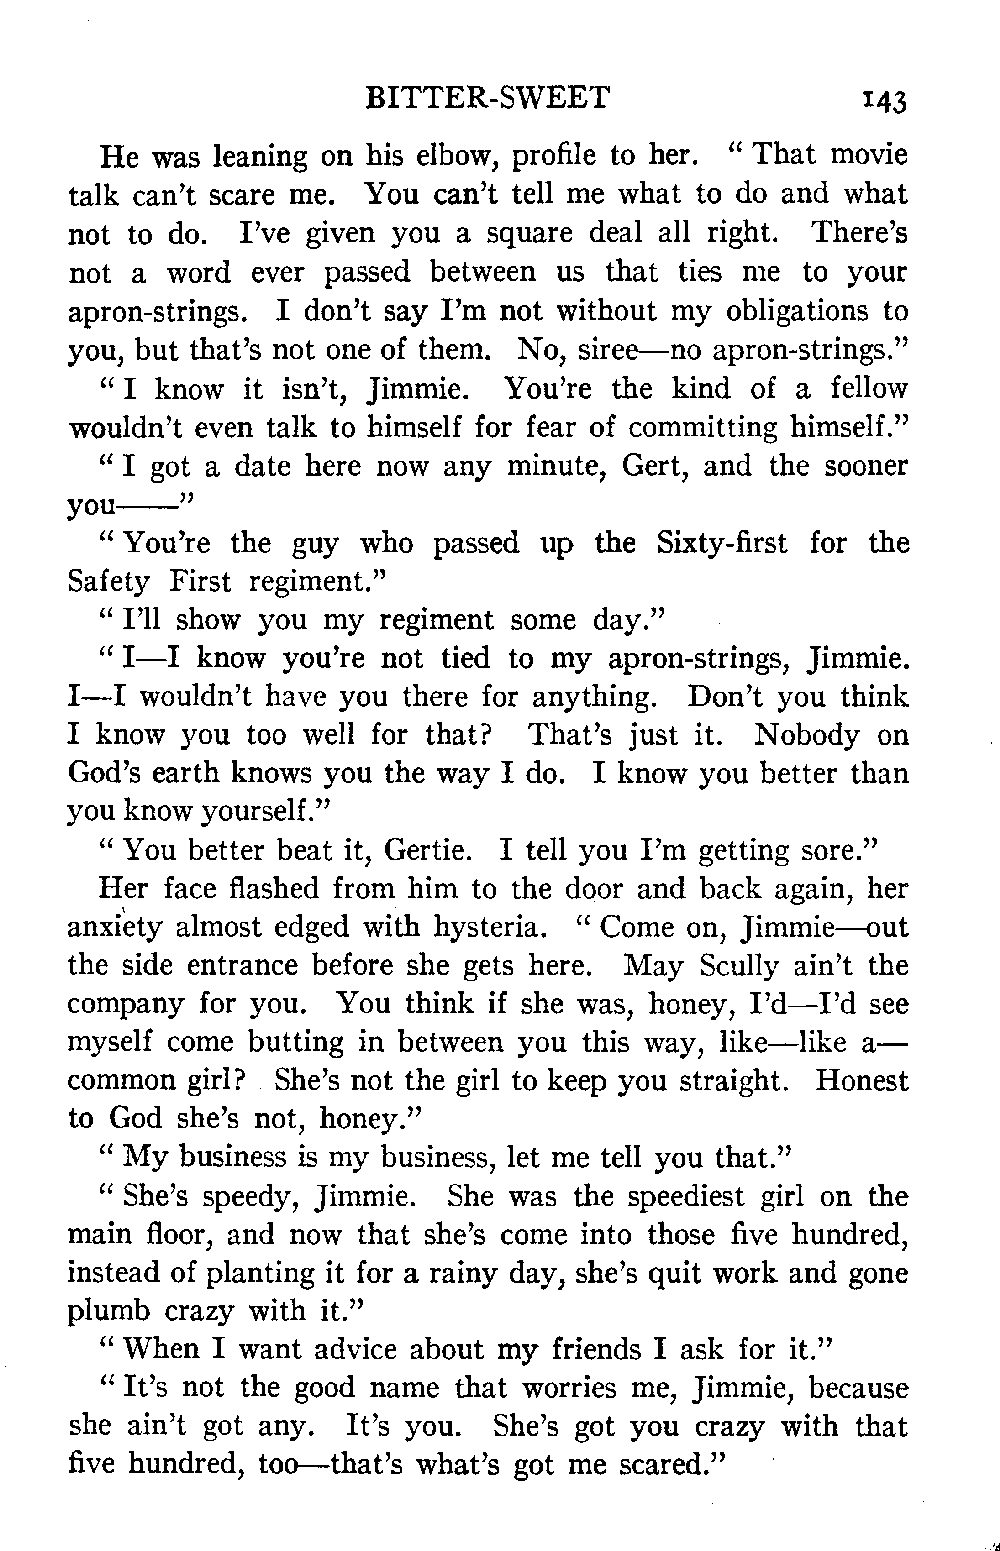 BITTER-SWEET 143
He was leaning on his elbow, profile to her. “ That movie
talk can’t scare me. You can’t tell me what to do and what
not to do. I’ve given you a square deal all right. There’s
not a word ever passed between us that ties me to your
apron-strings. I don’t say I’m not without my obligations to
you, but that’s not one of them. No, siree—no apron-strings.”
“ I know it isn’t, Jimmie. You’re the kind of a fellow
wouldn’t even talk to himself for fear of committing himself.”
“ I got a date here now any minute, Gert, and the sooner
you——”
“ You’re the guy who passed up the Sixty-first for the
Safety First regiment.”
“ I’ll show you my regiment some day.”
“ I—I know you’re not tied to my apron-strings, Jimmie.
I—I wouldn’t have you there for anything. Don’t you think
I know you too well for that? That’s just it. Nobody on
God’s earth knows you the way I do. I know you better than
you know yourself.”
“ You better beat it, Gertie. I tell you I’m getting sore.”
Her face flashed from him to the door and back again, her
anxiety almost edged with hysteria. “ Come on, Jimmie—out
the side entrance before she gets here. May Scully ain’t the
company for you. You think if she was, honey, I’d—I’d see
myself come butting in between you this way, like—like a—
common girl? She’s not the girl to keep you straight. Honest
to God she’s not, honey.”
“ My business is my business, let me tell you that.”
“ She’s speedy, Jimmie. She was the speediest girl on the
main floor, and now that she’s come into those five hundred,
instead of planting it for a rainy day, she’s quit work and gone
plumb crazy with it.”
“ When I want advice about my friends I ask for it.”
“ It’s not the good name that worries me, Jimmie, because
she ain’t got any. It’s you. She’s got you crazy with that
five hundred, too—that’s what’s got me scared.”